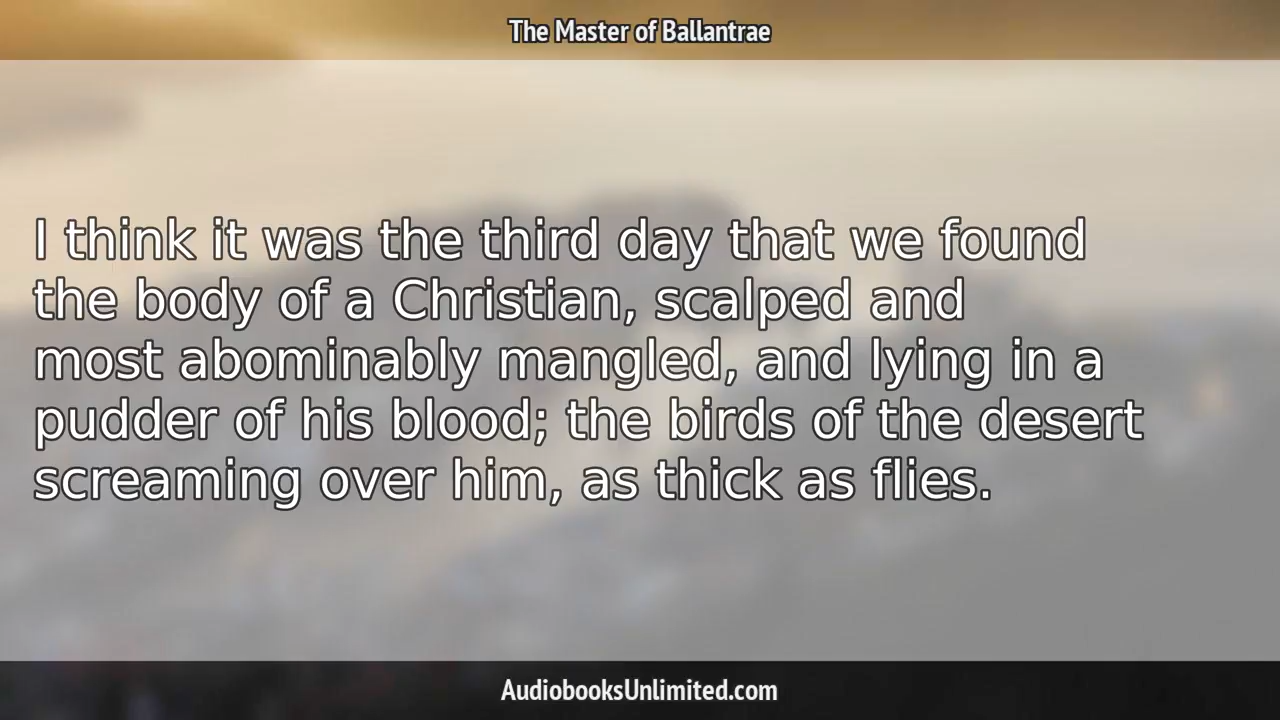 The Master of Ballantrae
I think it was the third day that we found
the body of a Christian, scalped and
most abominably mangled, and lying in a
pudder of his blood; the birds of the desert
screaming over him, as thick as flies.
AudiobooksUnlimited.com